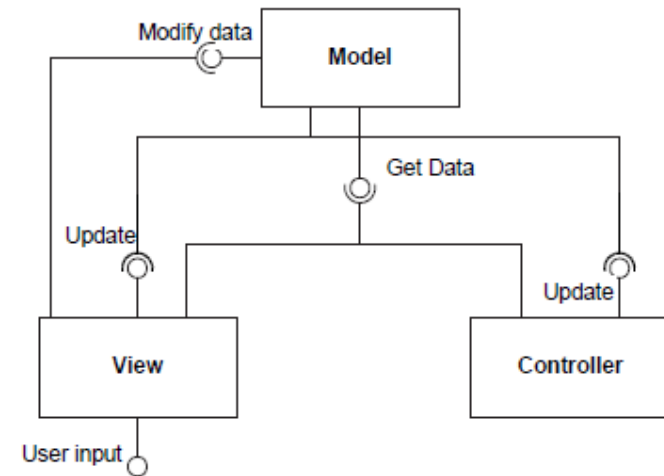 Modify data
Model
Get Data
Update
Update
View
Controller
User input